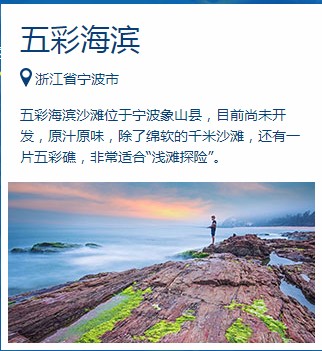 五彩海滨
浙江省宁波市
五彩海滨沙滩位于宁波象山县，目前尚未开
发，原汁原味，除了绵软的千米沙滩，还有一
片五彩礁，非常适合“浅滩探险”。